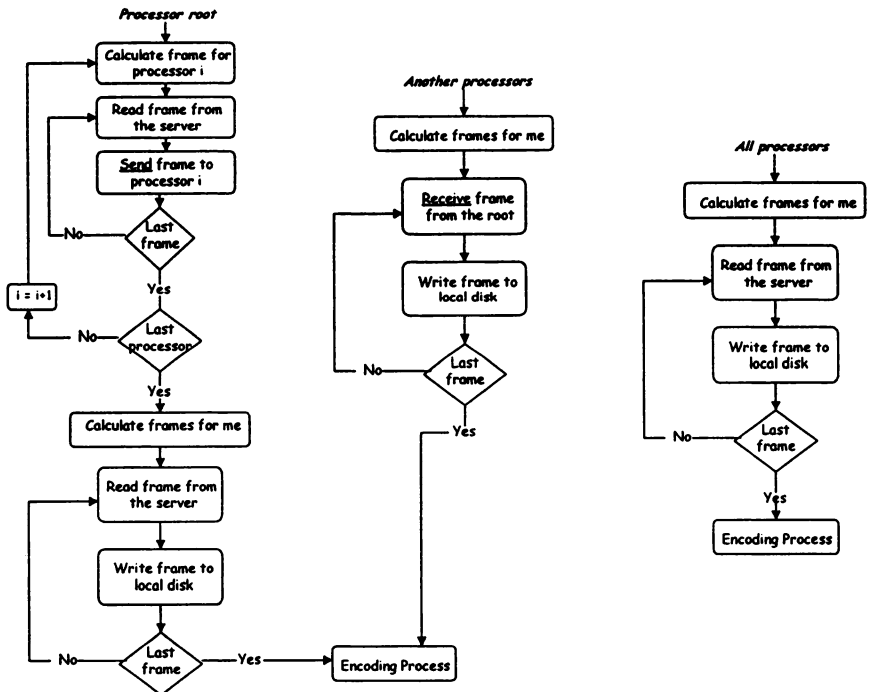 Processor root
Calculate frame for
processor i
Read frame from
the server
Send frame to
processor i
Last
frame
No
Yes
i = i+1
Last
processor
No
Yes
Calculate frames for me
Read frame from
the server
Write frame to
local disk
Last
frame
No
Yes
Encoding Process
Another processors
Calculate frames for me
Receive frame
from the root
Write frame to
local disk
Last
frame
No
Yes
All processors
Calculate frames for me
Read frame from
the server
Write frame to
local disk
Last
frame
No
Yes
Encoding Process